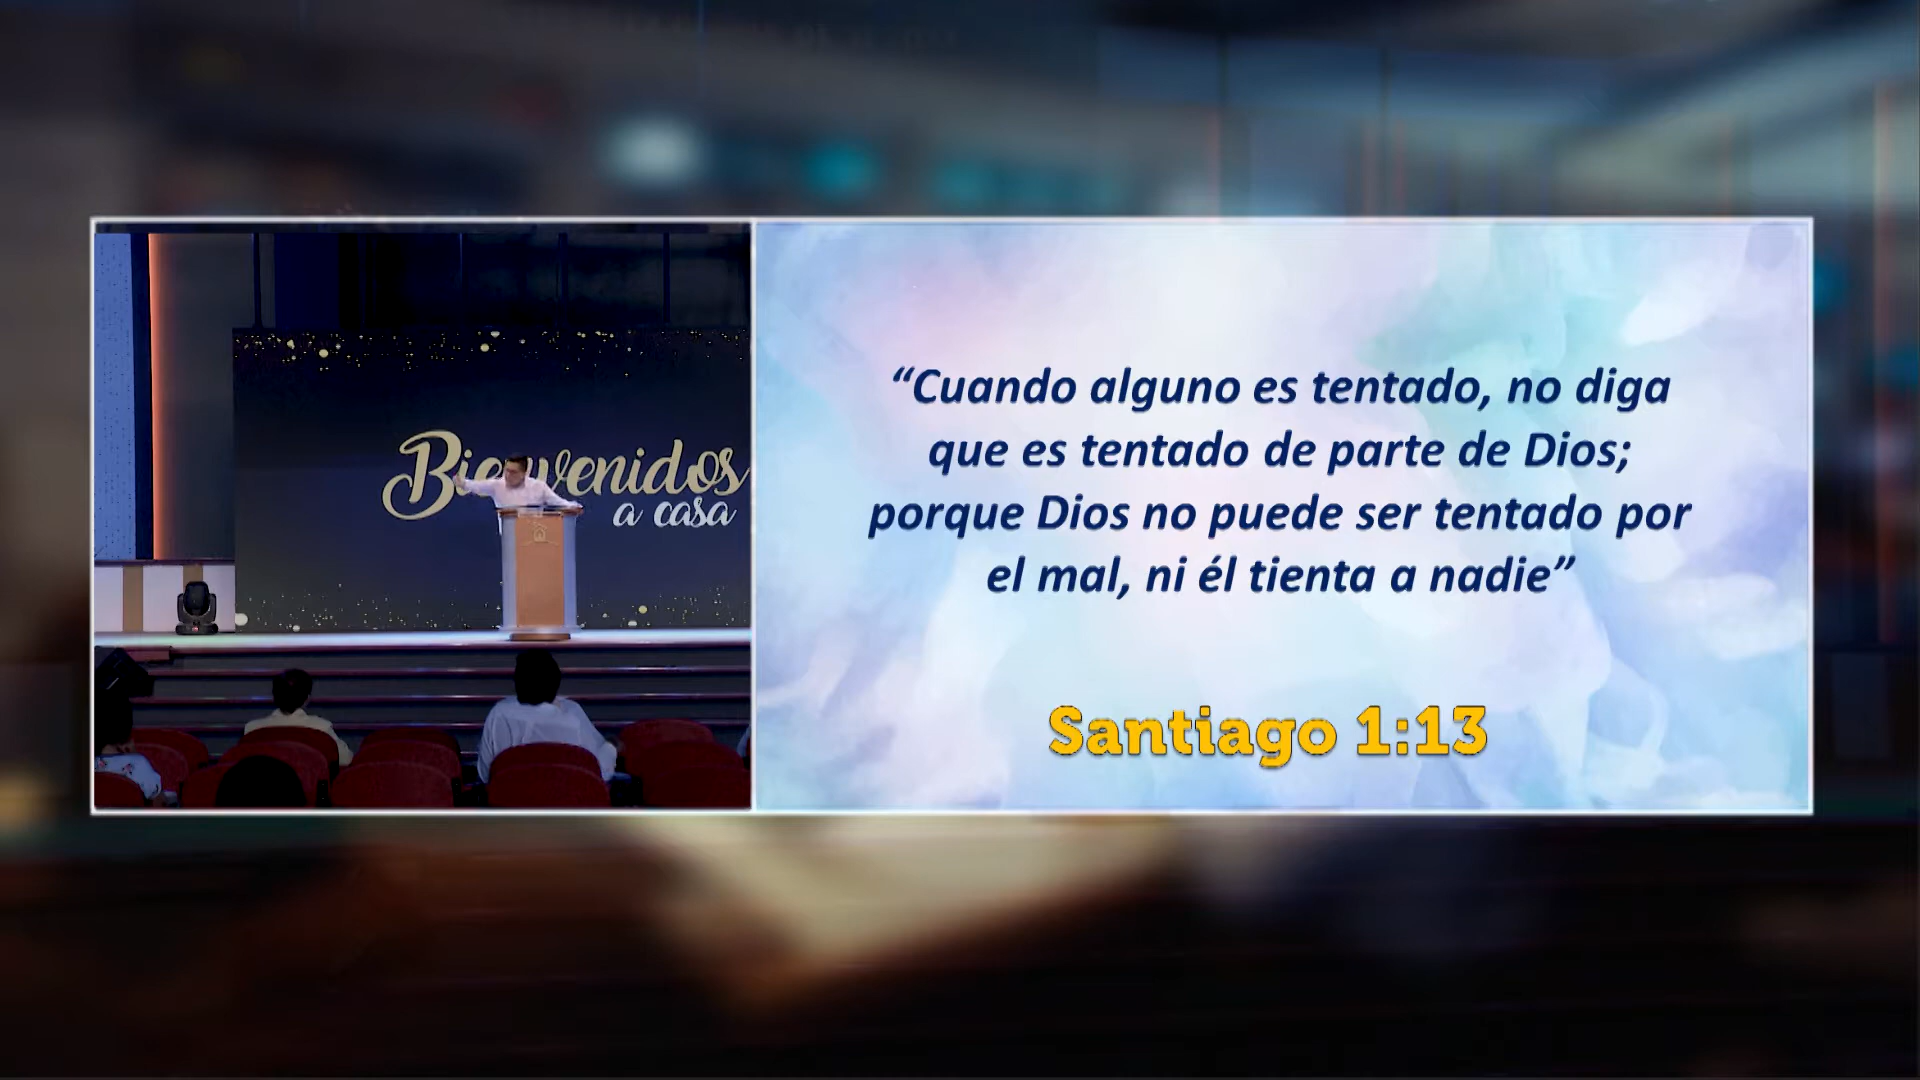 Bienvenidos
a casa
“Cuando alguno es tentado, no diga
que es tentado de parte de Dios;
porque Dios no puede ser tentado por
el mal, ni él tienta a nadie”
Santiago 1:13